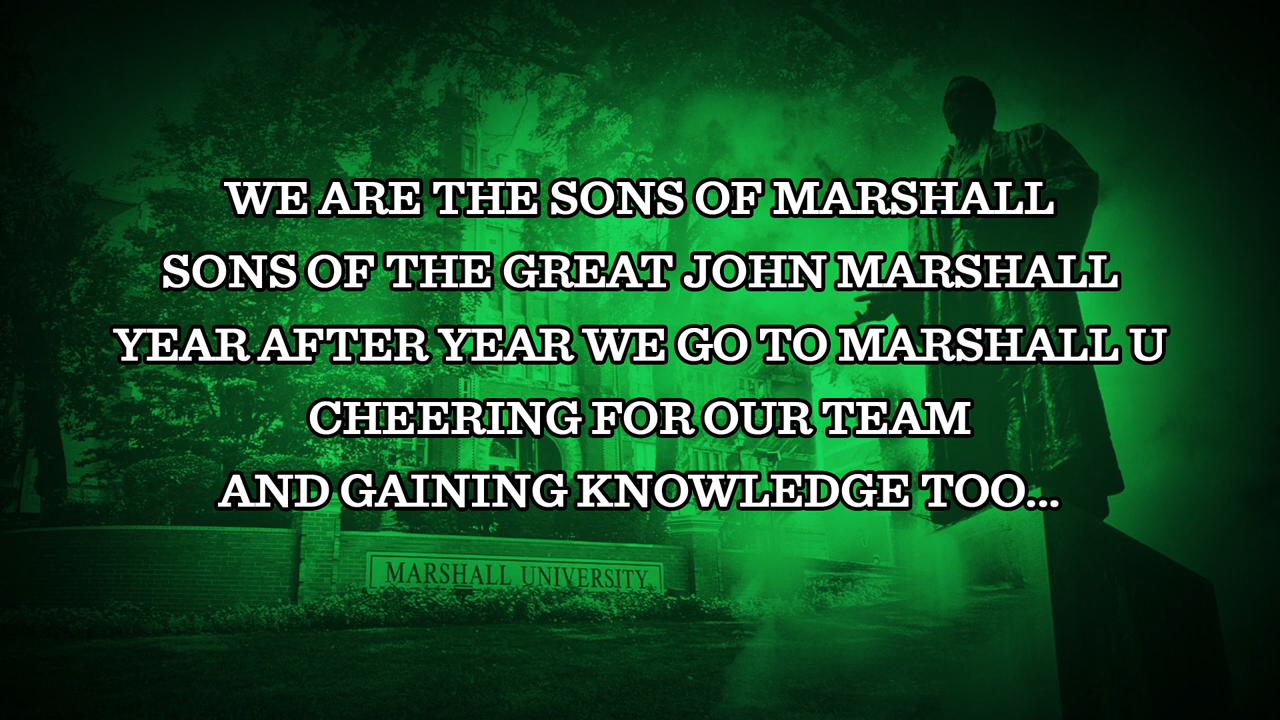 WE ARE THE SONS OF MARSHALL
SONS OF THE GREAT JOHN MARSHALL
YEAR AFTER YEAR WE GO TO MARSHALL U
CHEERING FOR OUR TEAM
AND GAINING KNOWLEDGE TOO...
MARSHALL UNIVERSITY